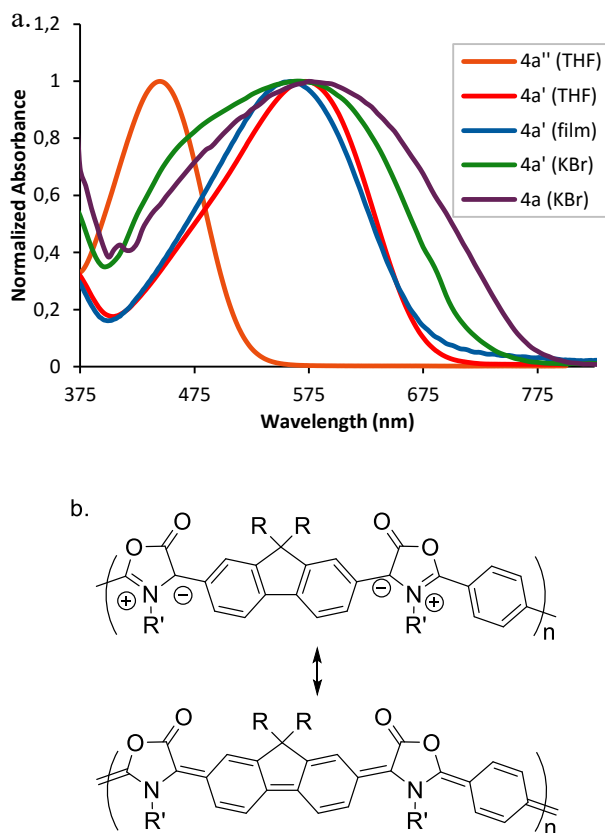 a.
1,2
1
0,8
0,6
0,4
0,2
0
Normalized Absorbance
375 475 575 675 775
Wavelength (nm)
4a'' (THF)
4a' (THF)
4a' (film)
4a' (KBr)
4a (KBr)
b.
O R R O
O O
N N
+ − − +
R' R' n
O R R O
O O
N N
R' R' n